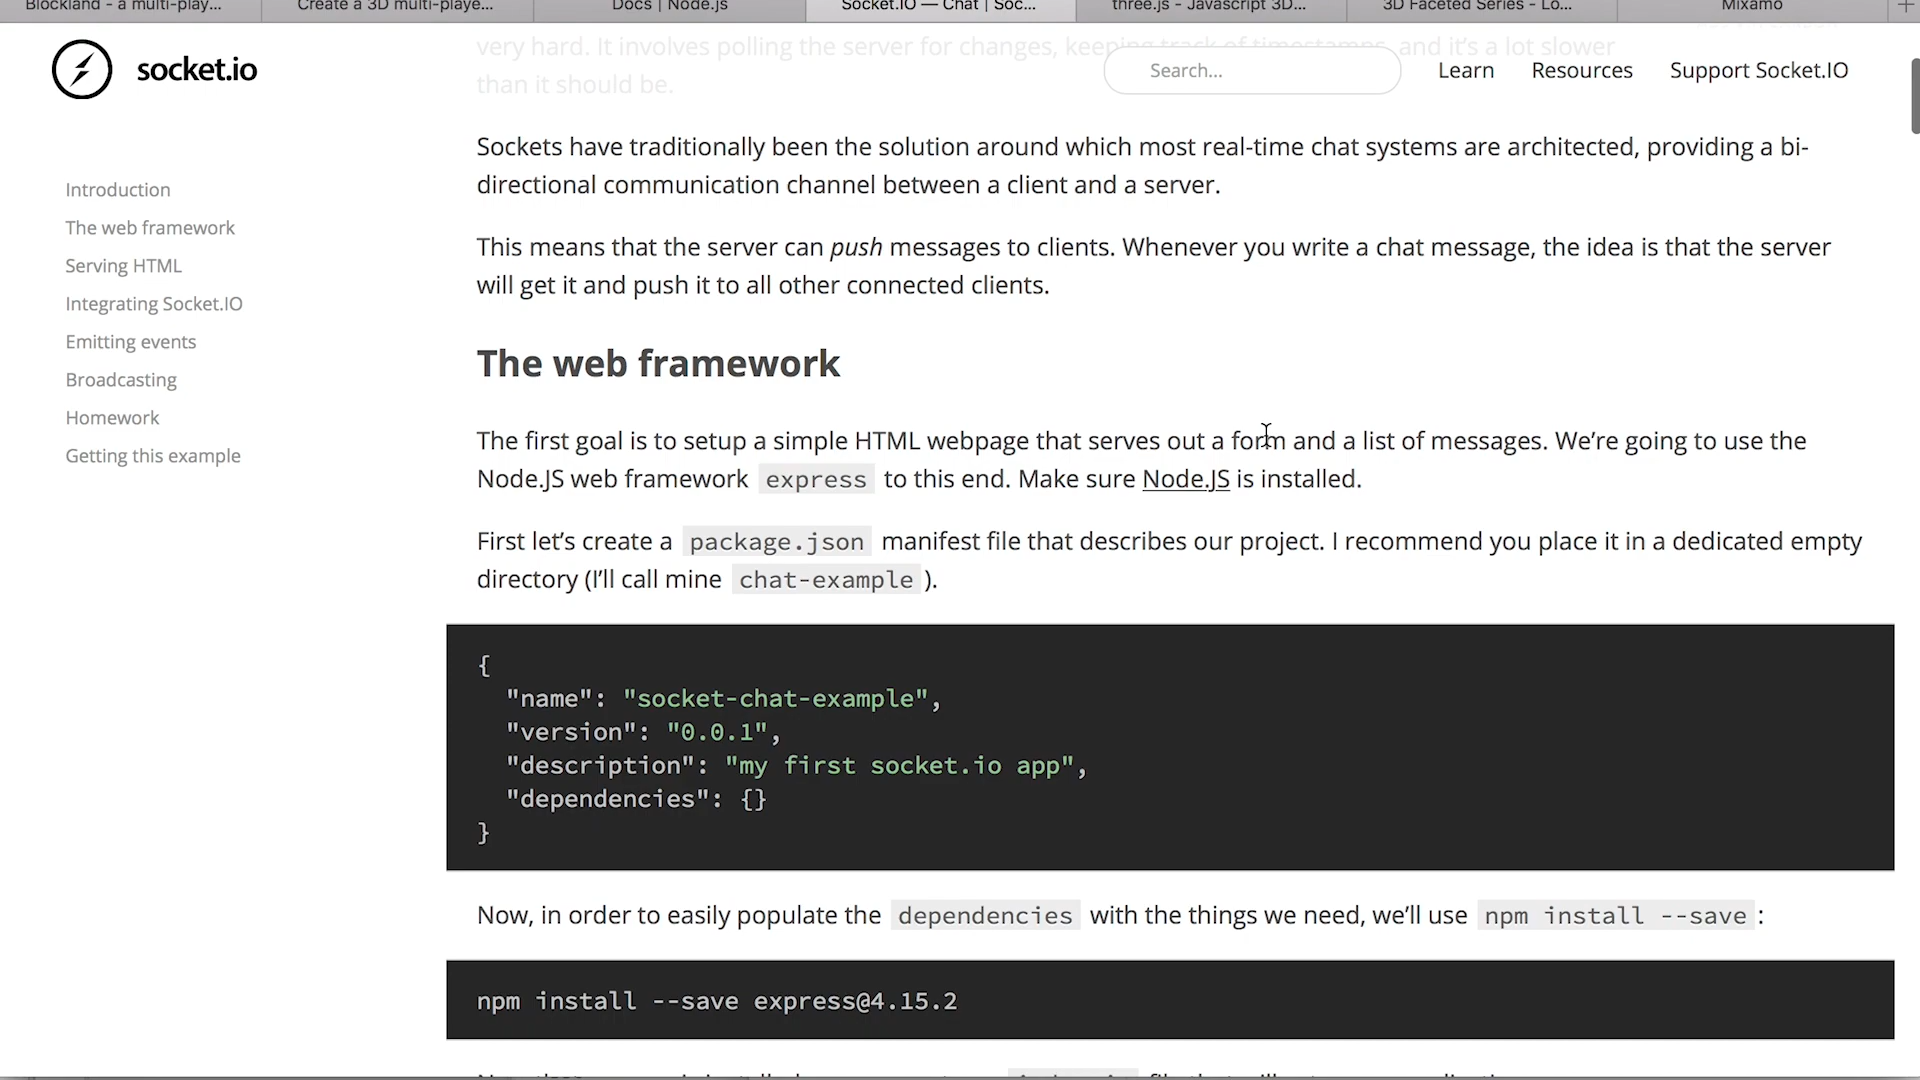 Blockland - a multi-play...
Create a 3D multi-playe...
Docs | Node.js
Socket.IO — Chat | Soc...
three.js - Javascript 3D...
3D Faceted Series - Lo...
Mixamo
socket.io
very hard. It involves polling the server for changes, keeping track of timestamps, and it's a lot slower
than it should be.
Search...
Learn
Resources
Support Socket.IO
Introduction
The web framework
Serving HTML
Integrating Socket.IO
Emitting events
Broadcasting
Homework
Getting this example
Sockets have traditionally been the solution around which most real-time chat systems are architected, providing a bi-
directional communication channel between a client and a server.
This means that the server can push messages to clients. Whenever you write a chat message, the idea is that the server
will get it and push it to all other connected clients.
The web framework
The first goal is to setup a simple HTML webpage that serves out a form and a list of messages. We’re going to use the
Node.JS web framework express to this end. Make sure Node.JS is installed.
First let’s create a package.json manifest file that describes our project. I recommend you place it in a dedicated empty
directory (I’ll call mine chat-example ).
{
"name": "socket-chat-example",
"version": "0.0.1",
"description": "my first socket.io app",
"dependencies": {}
}
Now, in order to easily populate the dependencies with the things we need, we’ll use npm install --save :
npm install --save express@4.15.2